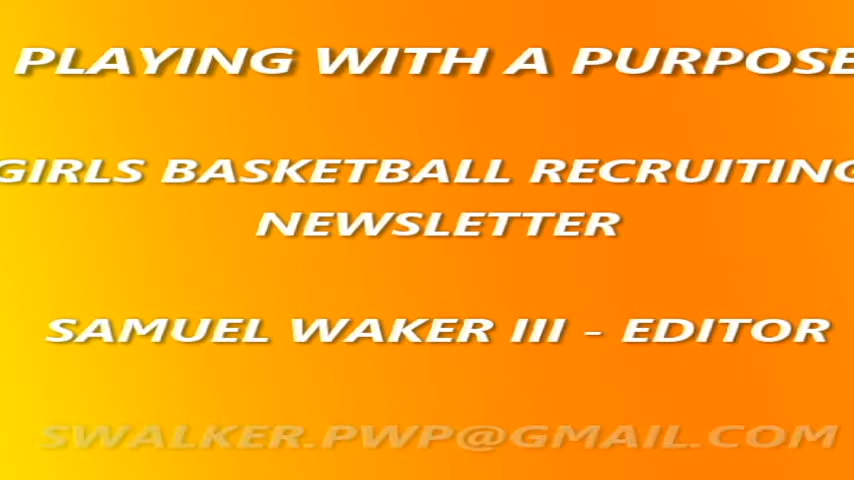 PLAYING WITH A PURPOSE
GIRLS BASKETBALL RECRUITING
NEWSLETTER
SAMUEL WAKER III - EDITOR
SWALKER.PWP@GMAIL.COM